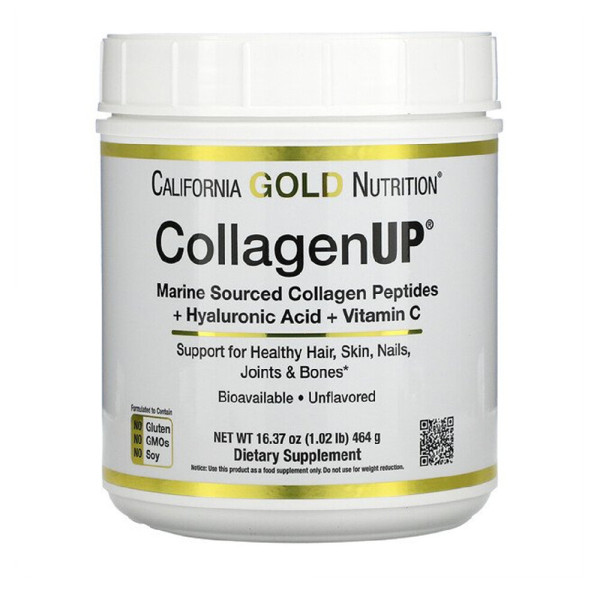 CALIFORNIA GOLD NUTRITION®
CollagenUP®
Marine Sourced Collagen Peptides
+ Hyaluronic Acid + Vitamin C
Support for Healthy Hair, Skin, Nails,
Joints & Bones*
Bioavailable • Unflavored
Formulated to Contain
NO Gluten
NO GMOs
NO Soy
NET WT 16.37 oz (1.02 lb) 464 g
Dietary Supplement
Notice: Use this product as a food supplement only. Do not use for weight reduction.